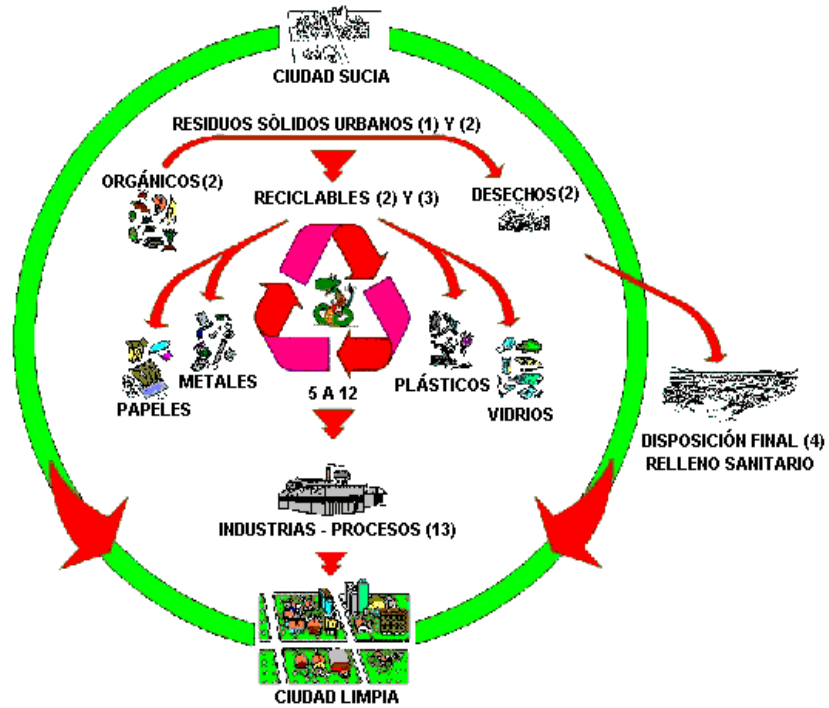 CIUDAD SUCIA
RESIDUOS SÓLIDOS URBANOS (1) Y (2)
ORGÁNICOS(2)
RECICLABLES (2) Y (3)
DESECHOS(2)
PAPELES
METALES
5 A 12
PLÁSTICOS
VIDRIOS
DISPOSICIÓN FINAL (4)
RELLENO SANITARIO
INDUSTRIAS - PROCESOS (13)
CIUDAD LIMPIA